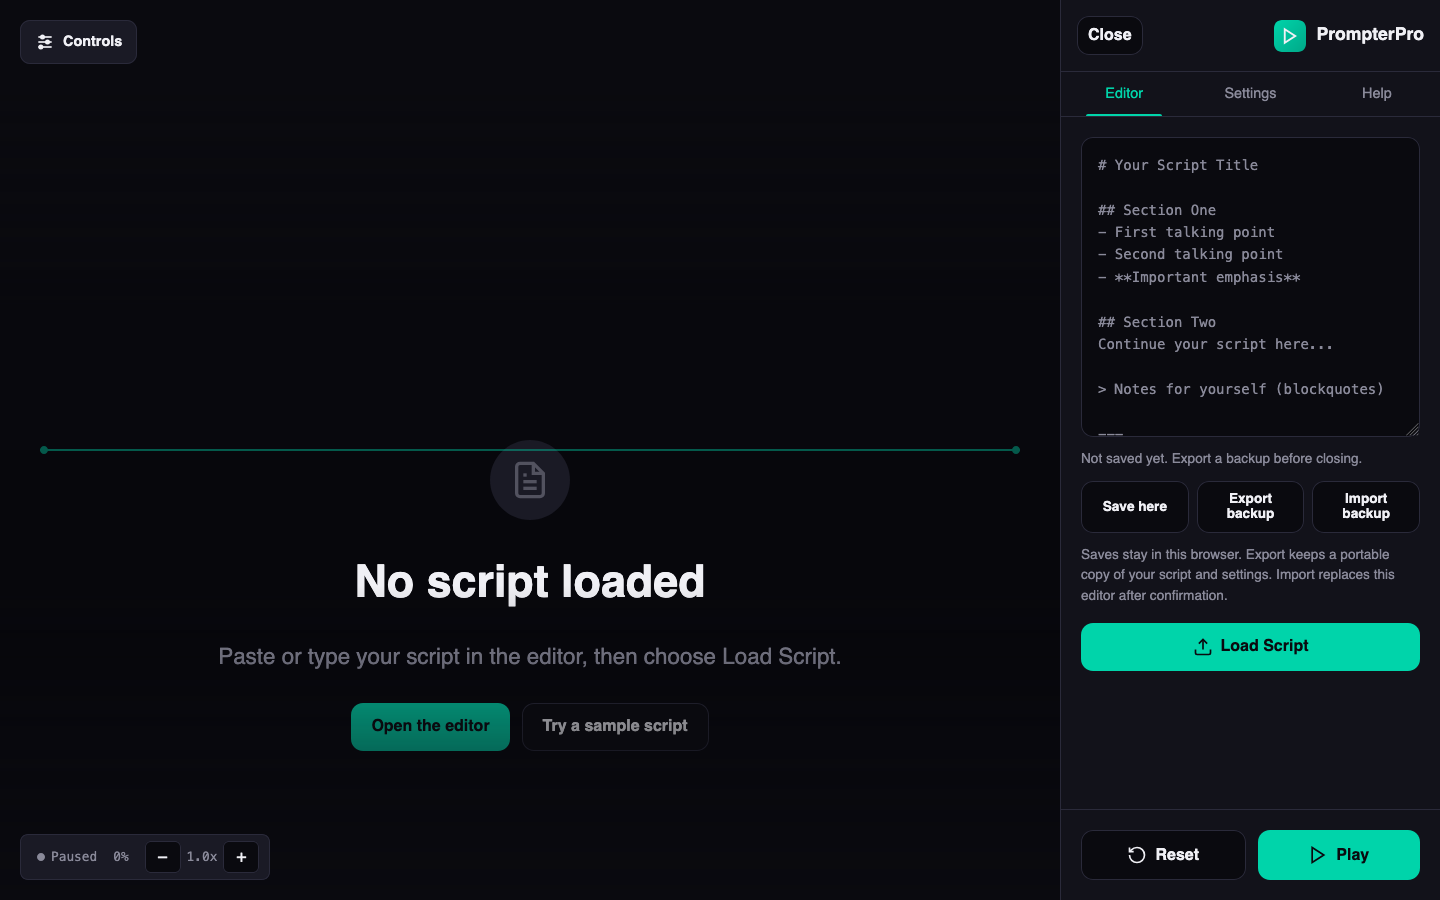 Controls
No script loaded
Paste or type your script in the editor, then choose Load Script.
Open the editor
Try a sample script
Paused 0% − 1.0x +
Close
PrompterPro
Editor Settings Help
# Your Script Title
## Section One
- First talking point
- Second talking point
- **Important emphasis**
## Section Two
Continue your script here...
> Notes for yourself (blockquotes)
---
Not saved yet. Export a backup before closing.
Save here
Export
backup
Import
backup
Saves stay in this browser. Export keeps a portable
copy of your script and settings. Import replaces this
editor after confirmation.
Load Script
Reset
Play